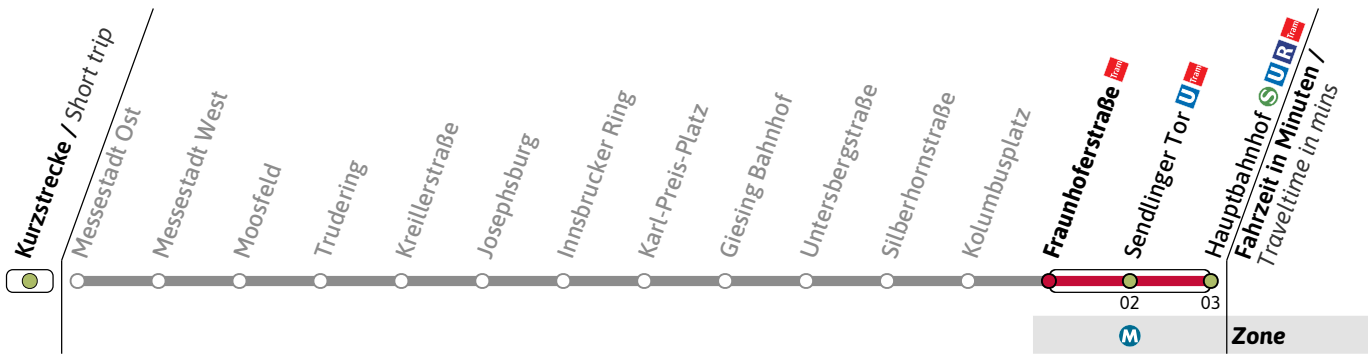 Kurzstrecke / Short trip
Messestadt Ost
Messestadt West
Moosfeld
Trudering
Kreillerstraße
Josephsburg
Innsbrucker Ring
Karl-Preis-Platz
Giesing Bahnhof
Untersbergstraße
Silberhornstraße
Kolumbusplatz
Fraunhoferstraße Tram
Sendlinger Tor U Tram
Hauptbahnhof S U R Tram
Fahrzeit in Minuten /
Traveltime in mins
02
03
M
Zone